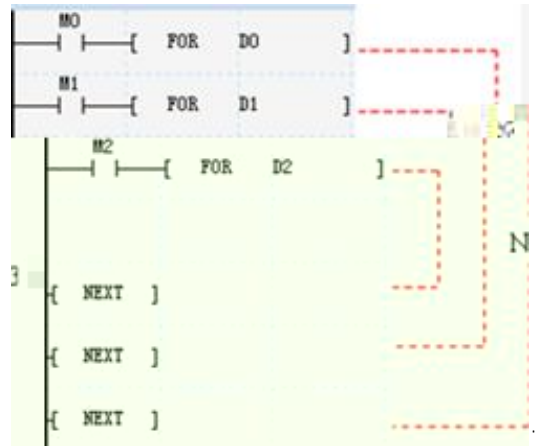 M0
[ FOR D0 ]
M1
[ FOR D1 ]
M2
[ FOR D2 ]
N
[ NEXT ]
[ NEXT ]
[ NEXT ]